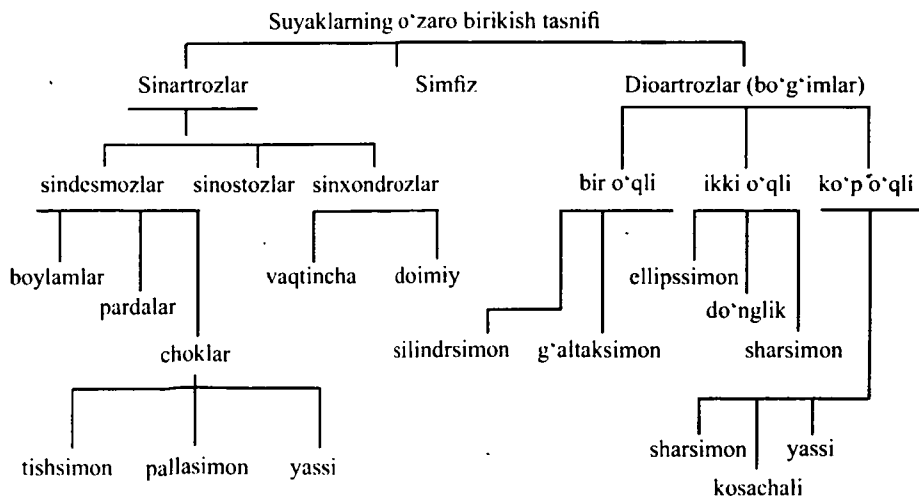 Suyaklarning o‘zaro birikish tasnifi
Sinartrozlar Simfiz Dioartrozlar (bo‘g‘imlar)
sindesmozlar sinostozlar sinxondrozlar bir o‘qli ikki o‘qli ko‘p o‘qli
boylamlar vaqtincha doimiy ellipssimon
pardalar do‘nglik
choklar silindrsimon g‘altaksimon sharsimon
tishsimon pallasimon yassi sharsimon yassi
kosachali